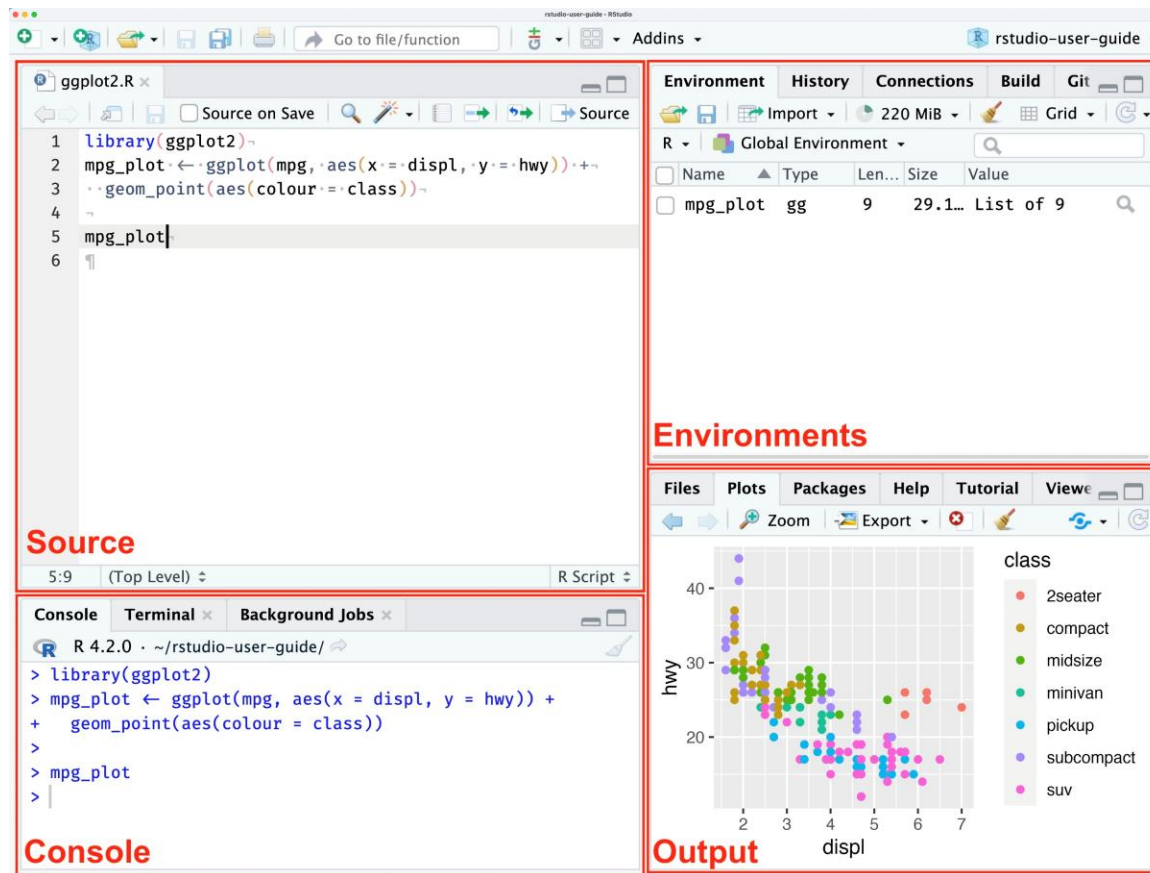 rstudio-user-guide - RStudio
Go to file/function Addins rstudio-user-guide
ggplot2.R
Source on Save Source
1 library(ggplot2)¬
2 mpg_plot·←·ggplot(mpg,·aes(x·=·displ,·y·=·hwy))·+¬
3 ··geom_point(aes(colour·=·class))¬
4 ¬
5 mpg_plot¬
6 ¶
Source
5:9 (Top Level) R Script
Console Terminal Background Jobs
R 4.2.0 · ~/rstudio-user-guide/
> library(ggplot2)
> mpg_plot ← ggplot(mpg, aes(x = displ, y = hwy)) +
+   geom_point(aes(colour = class))
>
> mpg_plot
>
Console
Environment History Connections Build Git
Import 220 MiB Grid
R Global Environment
Name Type Len... Size Value
mpg_plot gg 9 29.1… List of 9
Environments
Files Plots Packages Help Tutorial Viewe
Zoom Export
class
2seater
compact
midsize
minivan
pickup
subcompact
suv
hwy
40
30
20
2 3 4 5 6 7
displ
Output